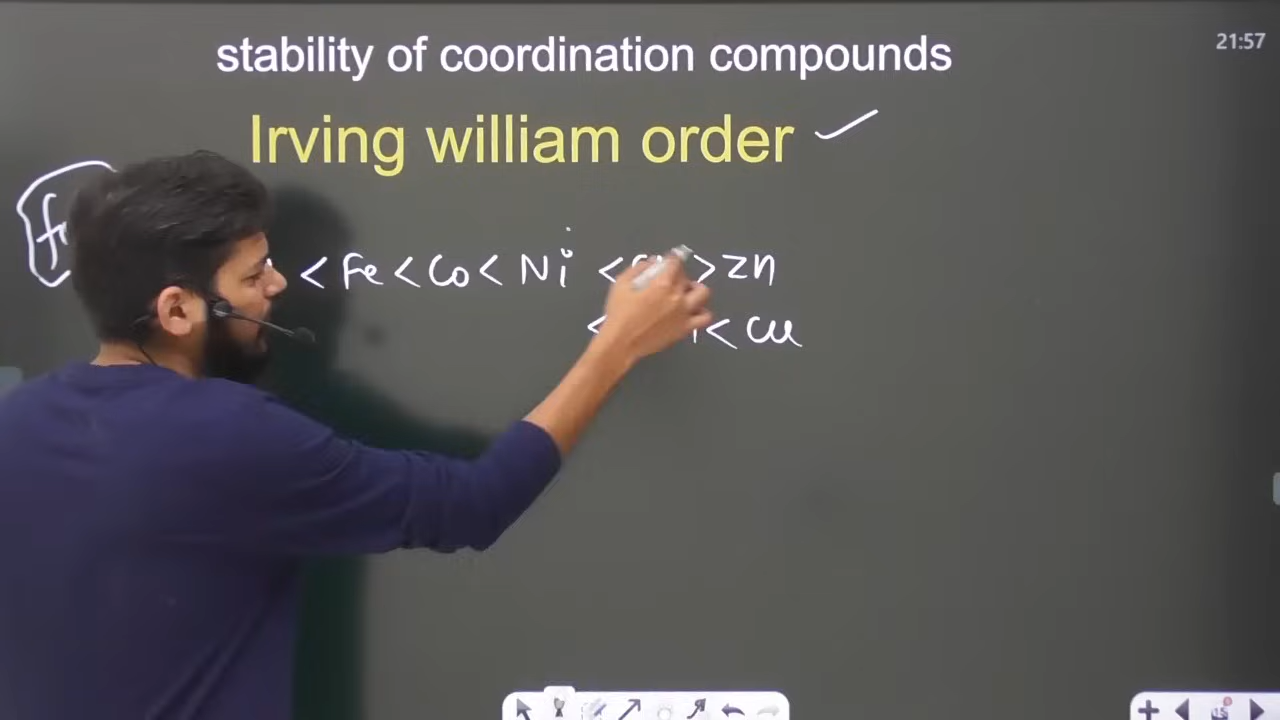 stability of coordination compounds
21:57
Irving william order
< Fe < Co < Ni < > Zn
< < Cu